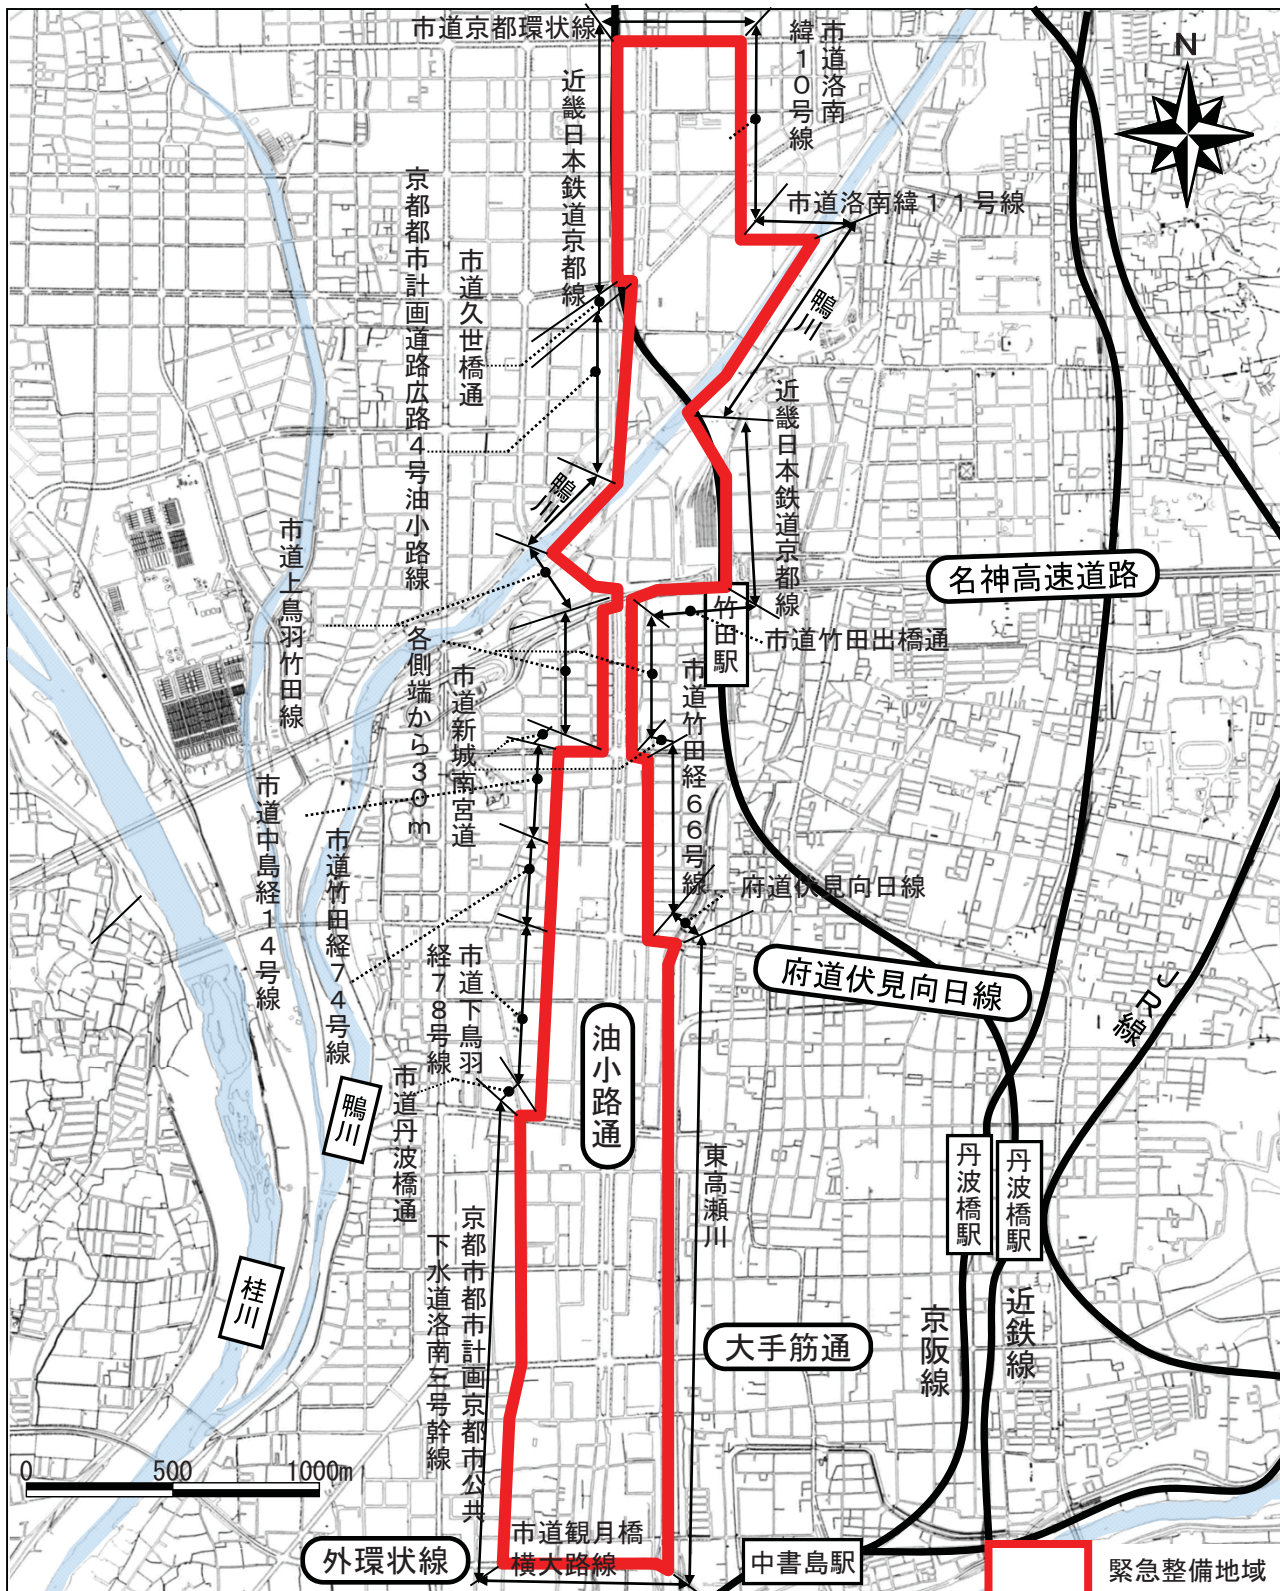 市道京都環状線
近畿日本鉄道京都線
市道洛南
緯１０号線
N
市道洛南緯１１号線
京都都市計画道路広路４号油小路線
市道久世橋通
鴨川
近畿日本鉄道京都線
鴨川
市道上鳥羽竹田線
名神高速道路
竹田駅
市道竹田出橋通
各側端から３０ｍ
市道新城南宮道
市道竹田経６６号線
市道中島経１４号線
市道竹田経７４号線
府道伏見向日線
市道下鳥羽
経７８号線
府道伏見向日線
JR線
油小路通
市道丹波橋通
鴨川
東高瀬川
丹波橋駅
丹波橋駅
京都市都市計画京都市公共
下水道洛南三号幹線
桂川
大手筋通
京阪線
近鉄線
0 500 1000m
市道観月橋
横大路線
外環状線
中書島駅
緊急整備地域